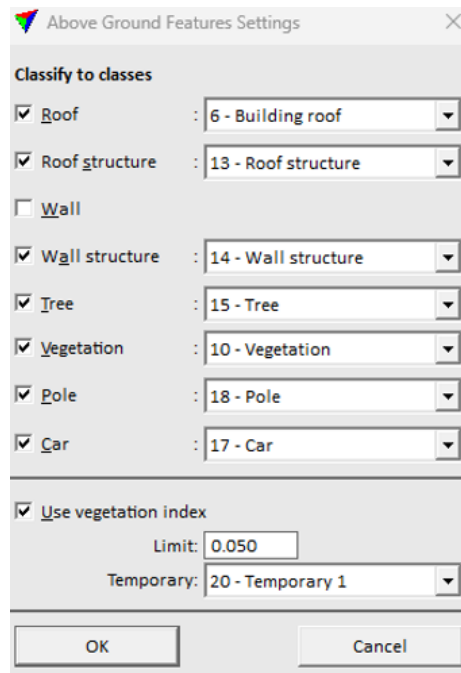 Above Ground Features Settings
Classify to classes
Roof : 6 - Building roof
Roof structure : 13 - Roof structure
Wall
Wall structure : 14 - Wall structure
Tree : 15 - Tree
Vegetation : 10 - Vegetation
Pole : 18 - Pole
Car : 17 - Car
Use vegetation index
Limit: 0.050
Temporary: 20 - Temporary 1
OK Cancel